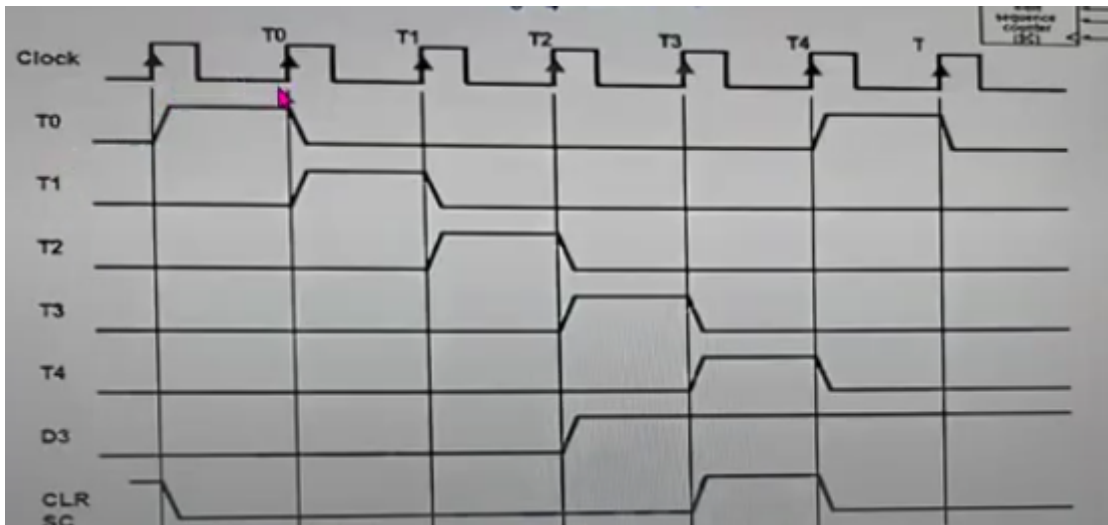 sequence
counter
(SC)
T0 T1 T2 T3 T4 T
Clock
T0
T1
T2
T3
T4
D3
CLR
SC